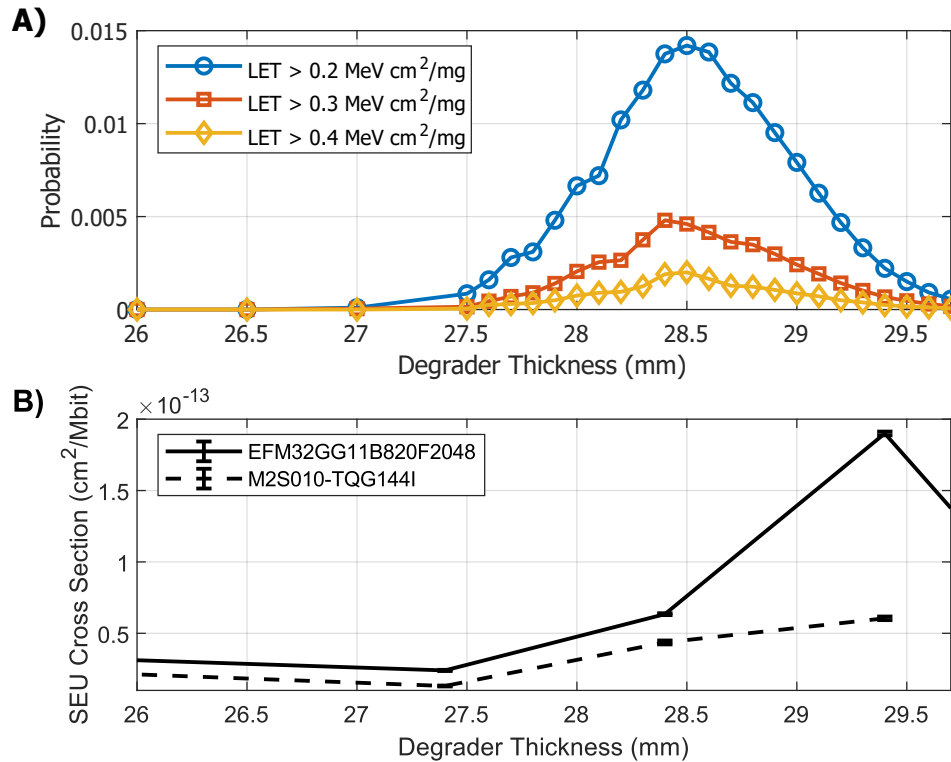 A)
0.015
0.01
0.005
0
Probability
LET > 0.2 MeV cm²/mg
LET > 0.3 MeV cm²/mg
LET > 0.4 MeV cm²/mg
26 26.5 27 27.5 28 28.5 29 29.5
Degrader Thickness (mm)
B)
×10⁻¹³
2
1.5
1
0.5
SEU Cross Section (cm²/Mbit)
EFM32GG11B820F2048
M2S010-TQG144I
26 26.5 27 27.5 28 28.5 29 29.5
Degrader Thickness (mm)